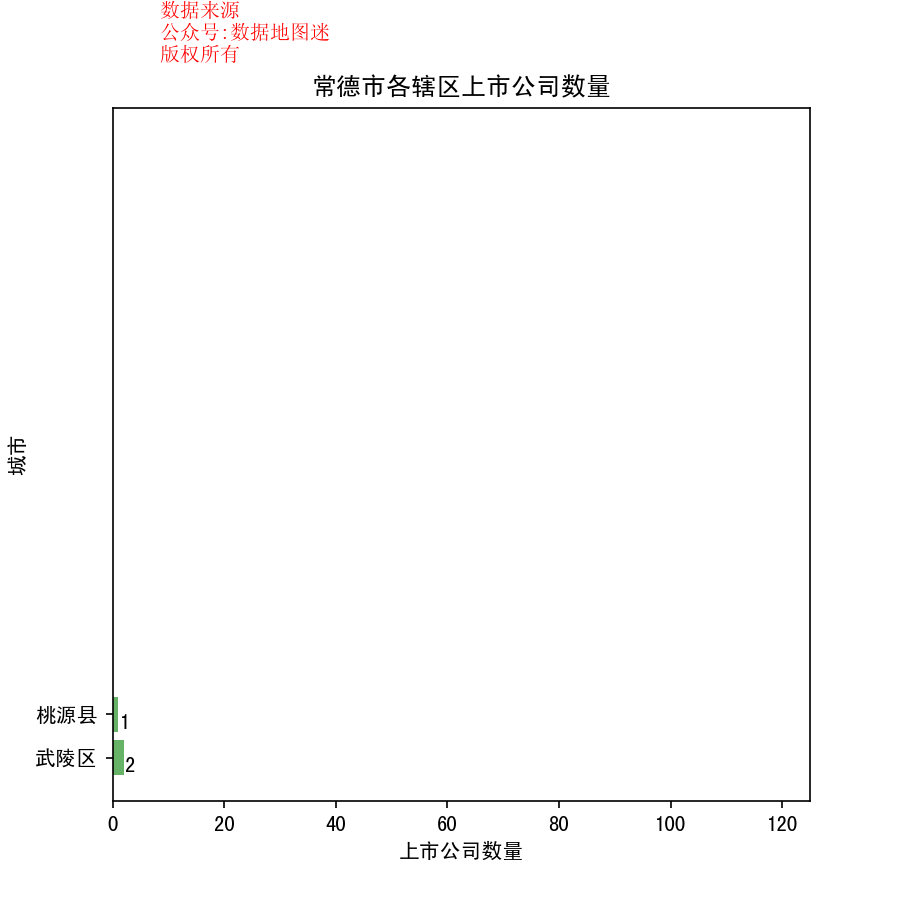 数据来源
公众号:数据地图迷
版权所有
常德市各辖区上市公司数量
城市
桃源县
1
武陵区
2
0 20 40 60 80 100 120
上市公司数量